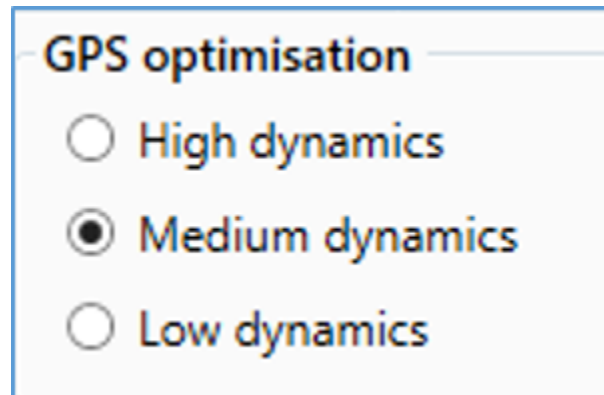 GPS optimisation
High dynamics
Medium dynamics
Low dynamics